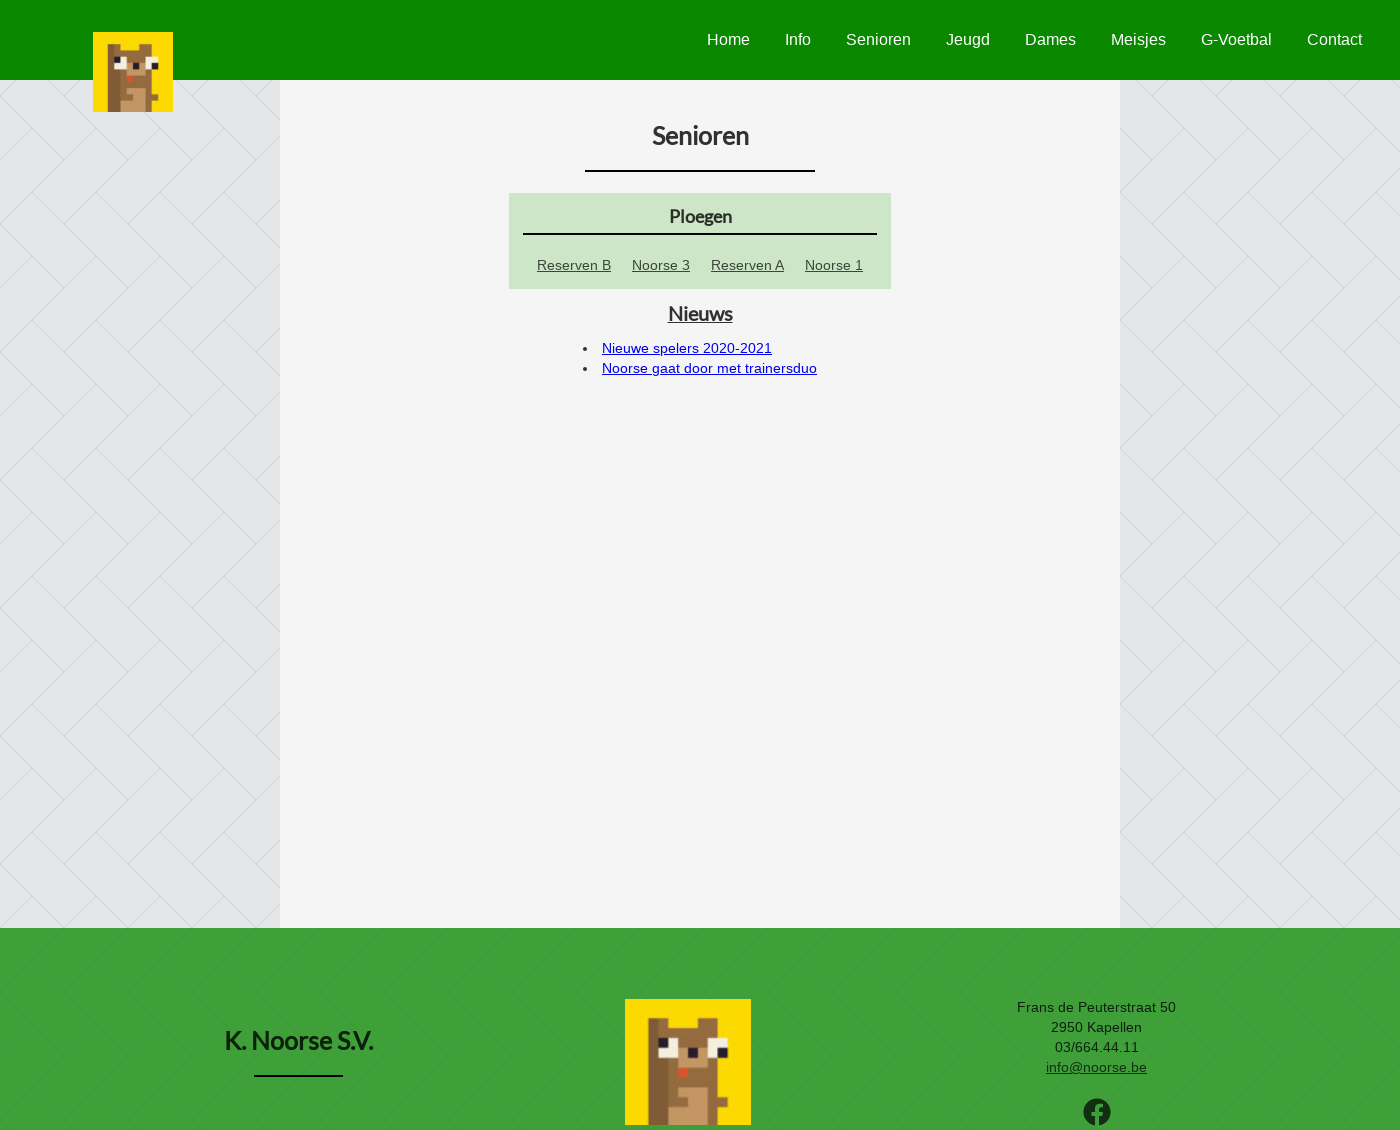 Home Info Senioren Jeugd Dames Meisjes G-Voetbal Contact
Senioren
Ploegen
Reserven B Noorse 3 Reserven A Noorse 1
Nieuws
Nieuwe spelers 2020-2021
Noorse gaat door met trainersduo
K. Noorse S.V.
Frans de Peuterstraat 50
2950 Kapellen
03/664.44.11
info@noorse.be